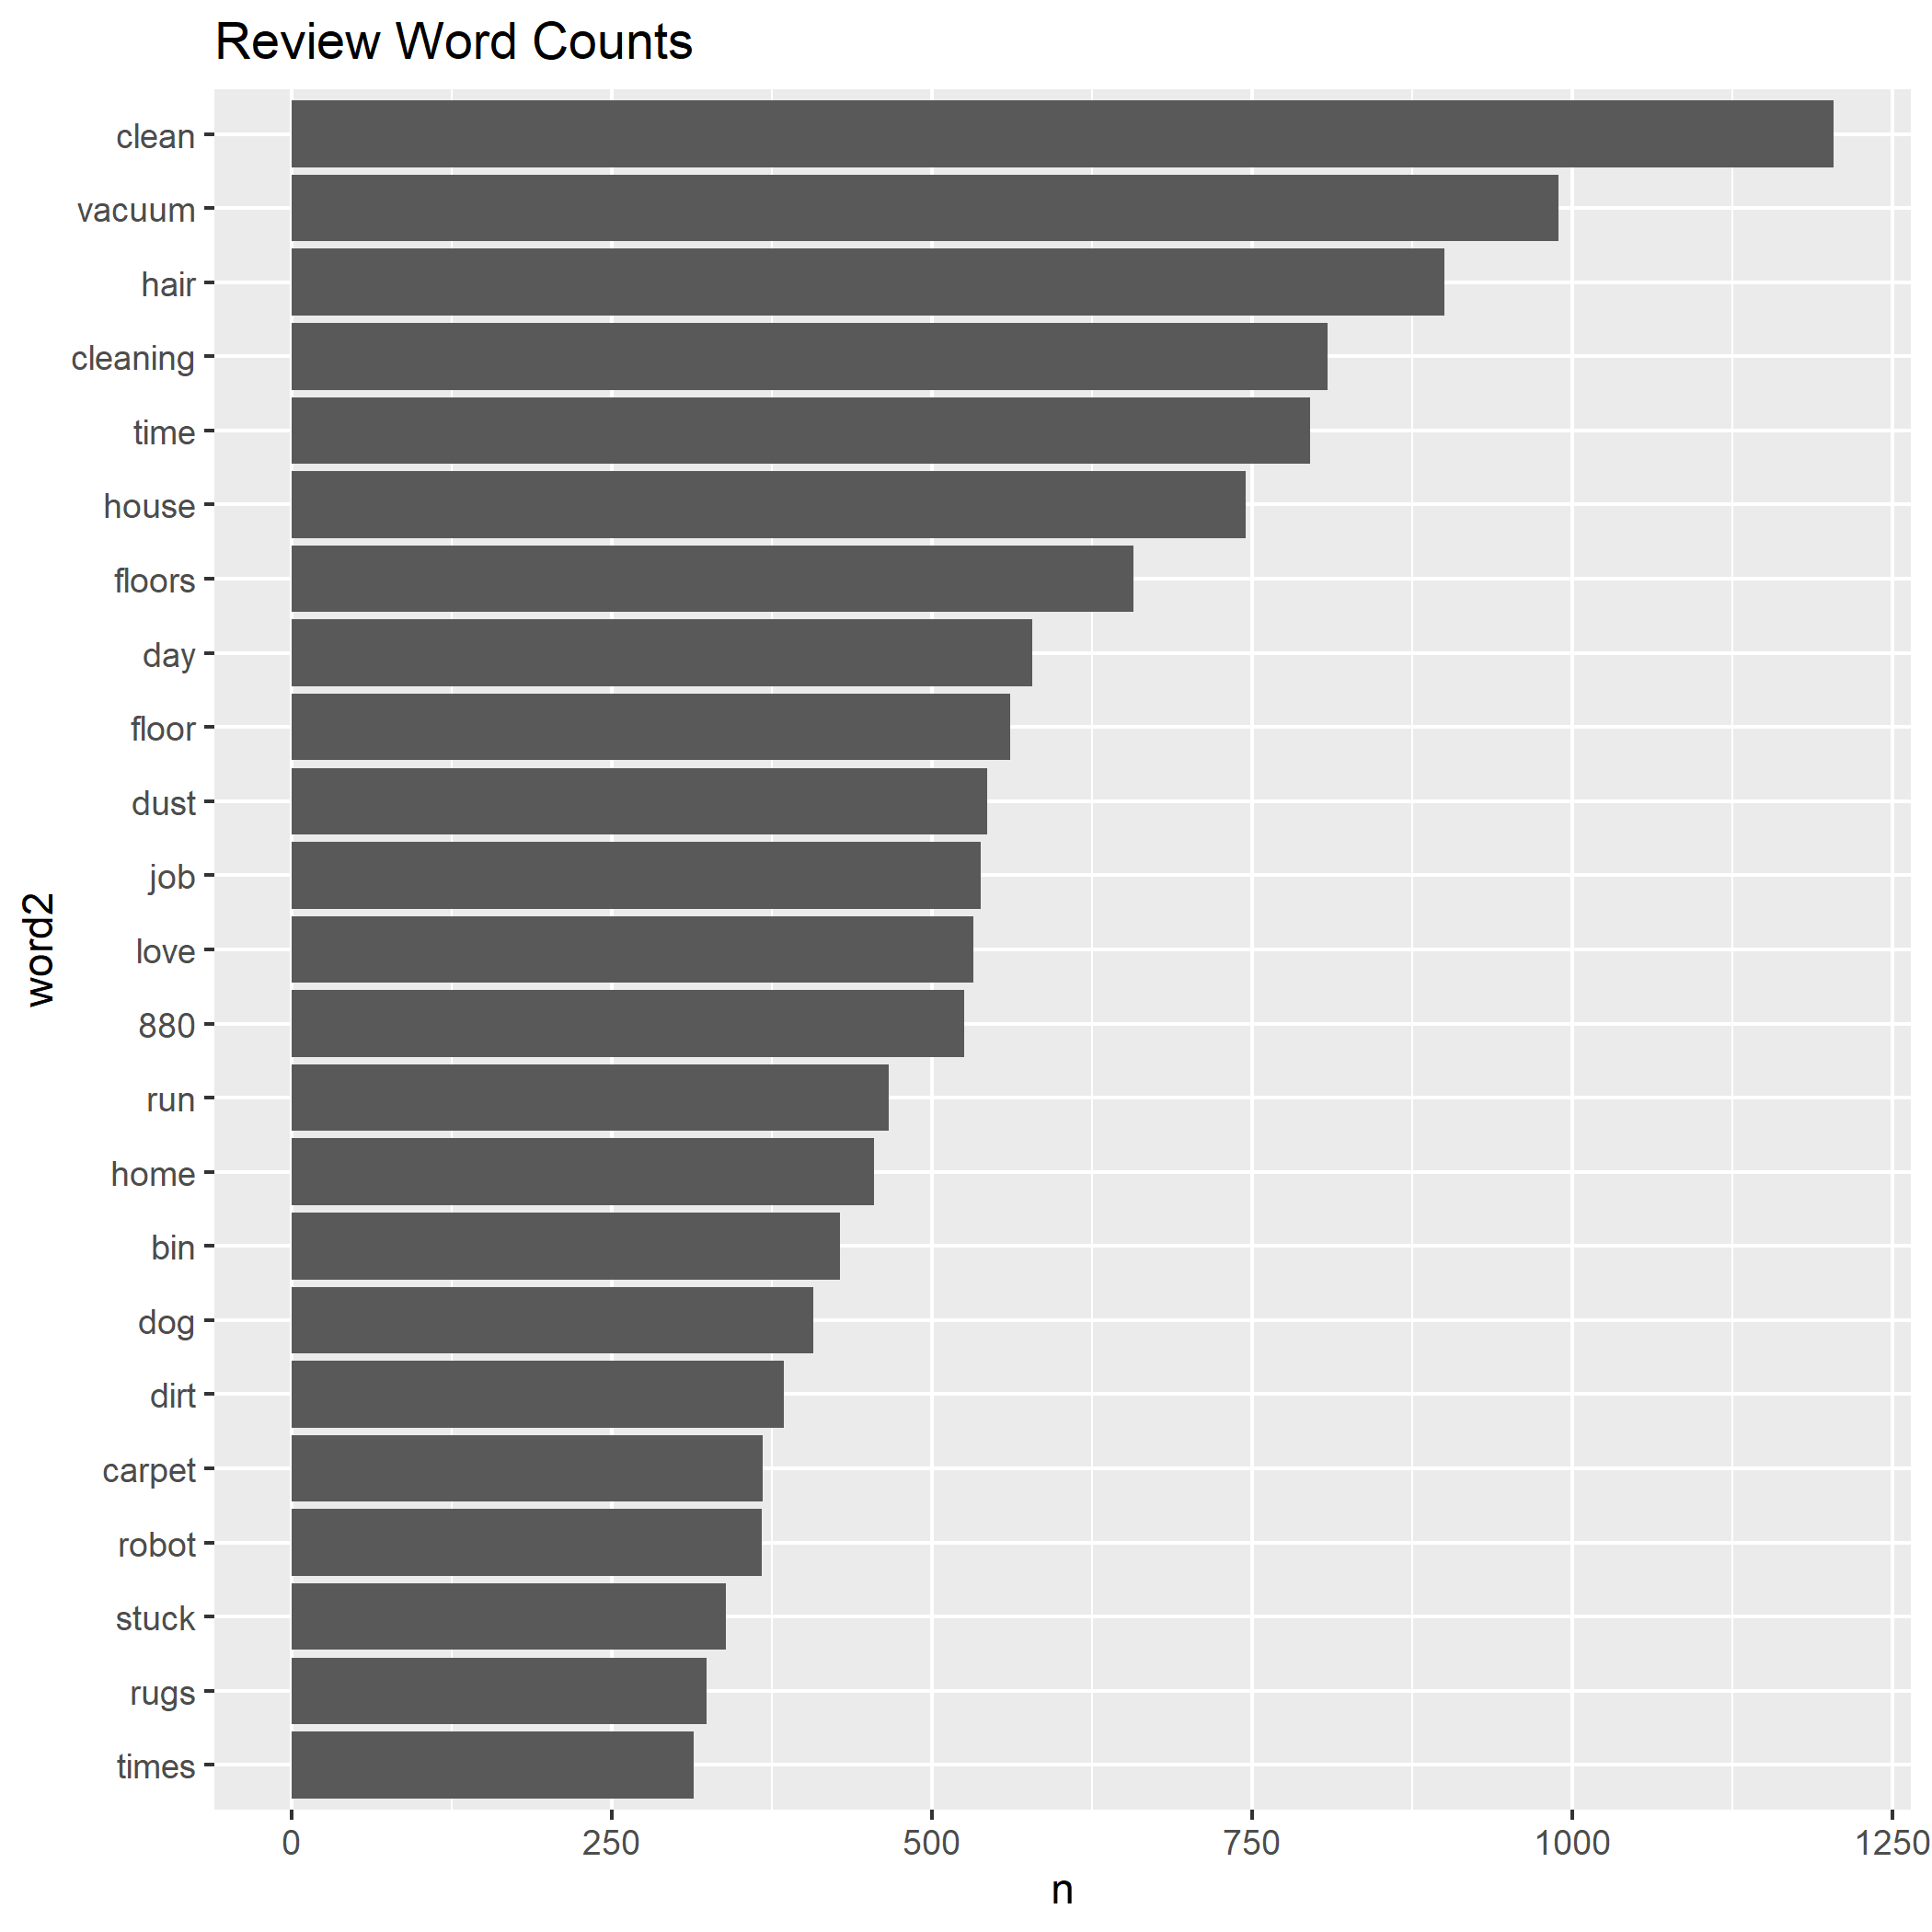 Review Word Counts
clean
vacuum
hair
cleaning
time
house
floors
day
floor
dust
job
love
880
run
home
bin
dog
dirt
carpet
robot
stuck
rugs
times
word2
0 250 500 750 1000 1250
n